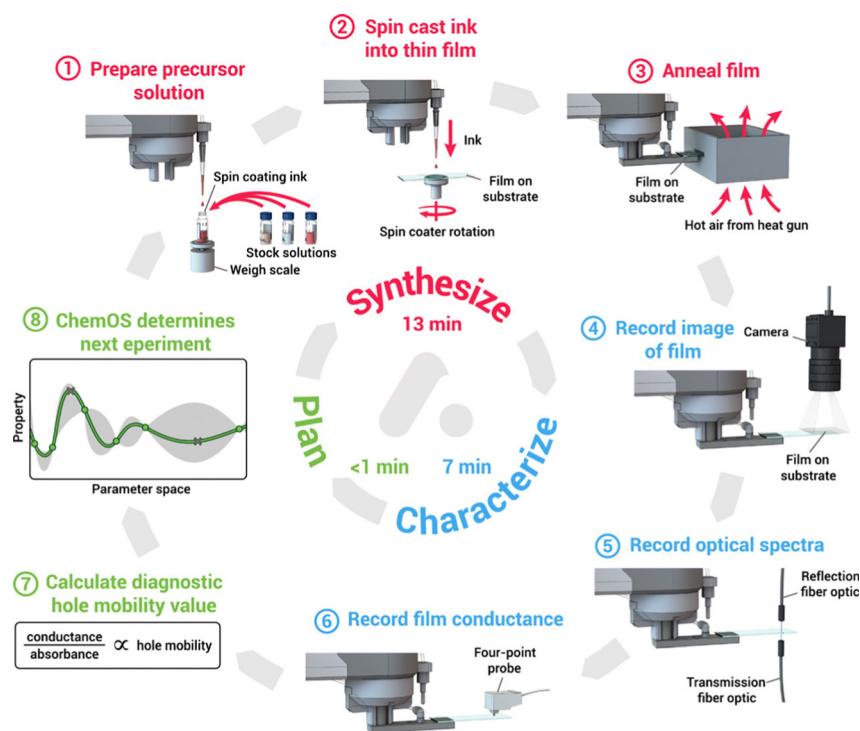 ① Prepare precursor
solution
Spin coating ink
Stock solutions
Weigh scale
② Spin cast ink
into thin film
Ink
Film on
substrate
Spin coater rotation
③ Anneal film
Film on
substrate
Hot air from heat gun
④ Record image
of film
Camera
Film on
substrate
⑤ Record optical spectra
Reflection
fiber optic
Transmission
fiber optic
⑥ Record film conductance
Four-point
probe
⑦ Calculate diagnostic
hole mobility value
conductance
absorbance
∝ hole mobility
⑧ ChemOS determines
next eperiment
Property
Parameter space
Synthesize
13 min
Characterize
7 min
Plan
<1 min